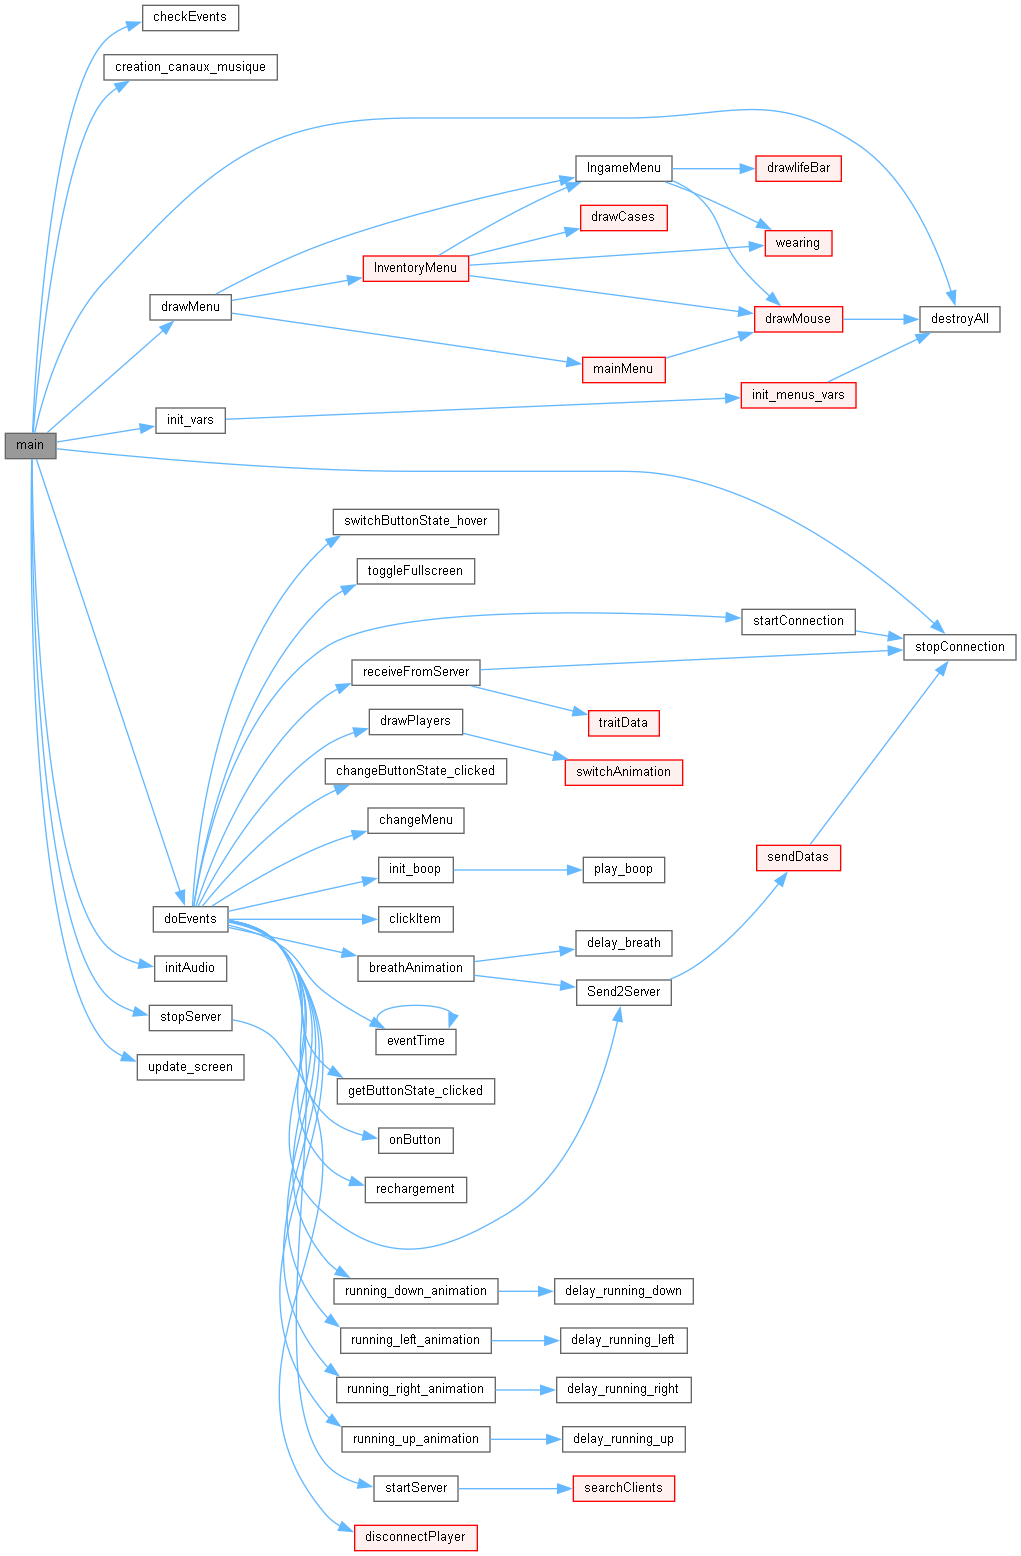 checkEvents
creation_canaux_musique
IngameMenu
drawlifeBar
drawCases
wearing
InventoryMenu
drawMenu
drawMouse
destroyAll
mainMenu
init_menus_vars
init_vars
main
switchButtonState_hover
toggleFullscreen
startConnection
stopConnection
receiveFromServer
drawPlayers
traitData
switchAnimation
changeButtonState_clicked
changeMenu
sendDatas
init_boop
play_boop
doEvents
clickItem
delay_breath
initAudio
breathAnimation
Send2Server
stopServer
eventTime
update_screen
getButtonState_clicked
onButton
rechargement
running_down_animation
delay_running_down
running_left_animation
delay_running_left
running_right_animation
delay_running_right
running_up_animation
delay_running_up
startServer
searchClients
disconnectPlayer